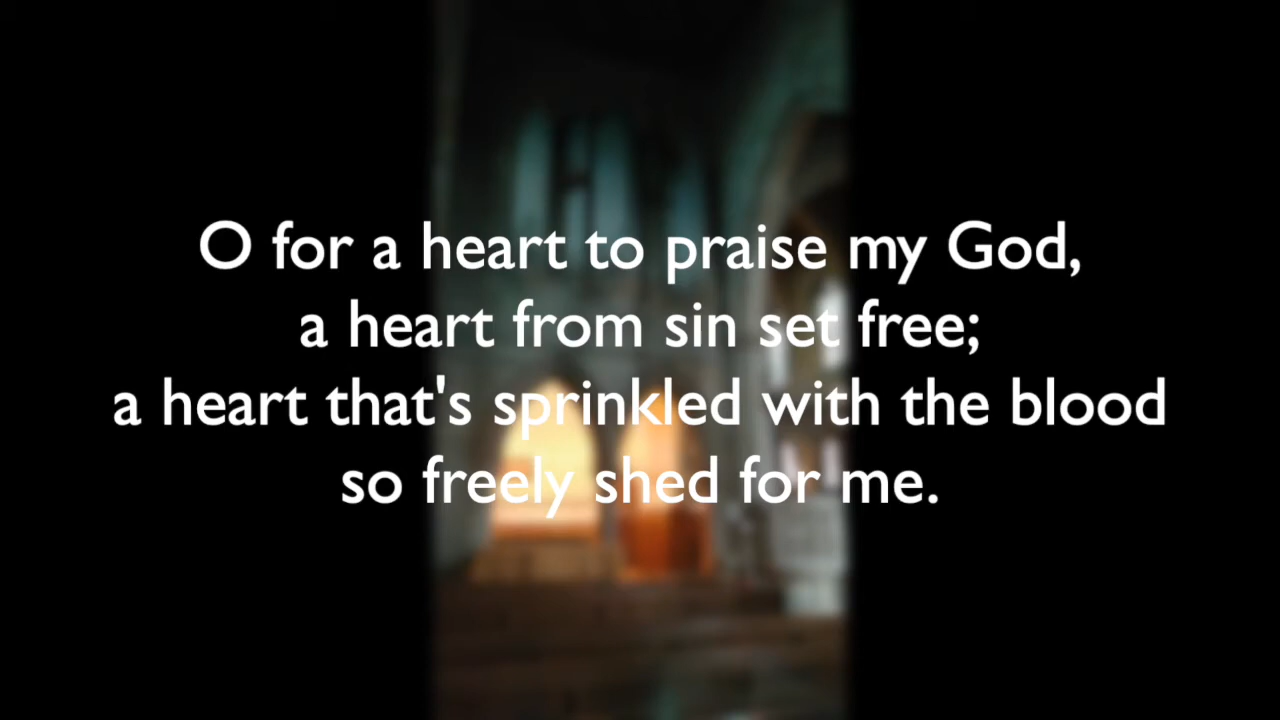 O for a heart to praise my God,
a heart from sin set free;
a heart that's sprinkled with the blood
so freely shed for me.